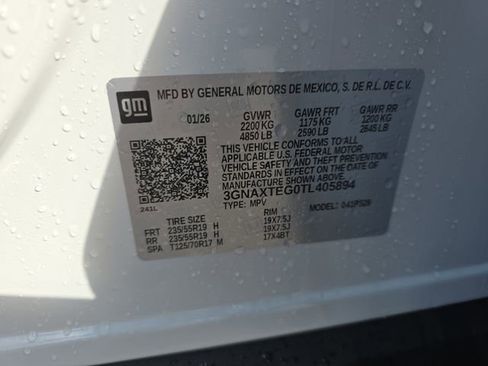 gm
MFD BY GENERAL MOTORS DE MEXICO, S. DE R.L. DE C.V.
01/26 GVWR GAWR FRT GAWR RR
2200 KG 1175 KG 1200 KG
4850 LB 2590 LB 2645 LB
THIS VEHICLE CONFORMS TO ALL
APPLICABLE U.S. FEDERAL MOTOR
VEHICLE SAFETY AND THEFT PREVENTION
STANDARDS IN EFFECT ON THE DATE OF
MANUFACTURE SHOWN ABOVE.
3GNAXTEG0TL405894
TYPE: MPV MODEL:
241L
TIRE SIZE RIM
FRT 235/55R19 H 19X7.5J
RR 235/55R19 H 19X7.5J
SPA T125/70R17 M 17X4BT